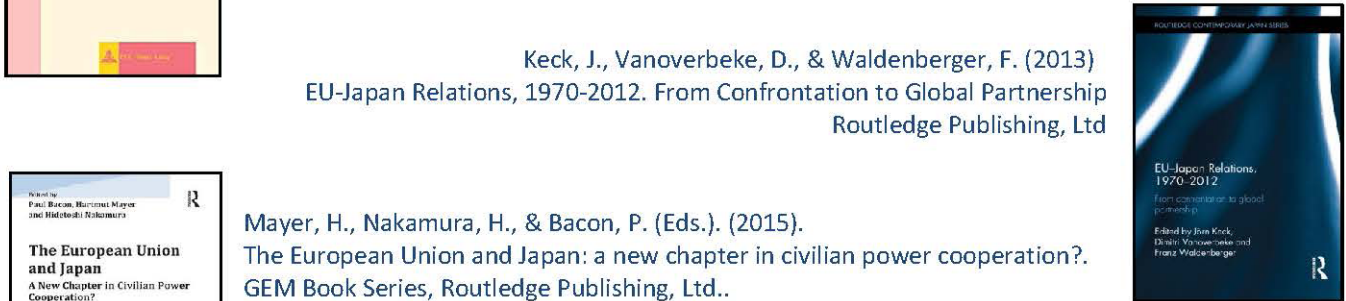 Keck, J., Vanoverbeke, D., & Waldenberger, F. (2013)
EU-Japan Relations, 1970-2012. From Confrontation to Global Partnership
Routledge Publishing, Ltd
ROUTLEDGE CONTEMPORARY JAPAN SERIES
EU–Japan Relations,
1970–2012
From confrontation to global
partnership
Edited by Jörn Keck,
Dimitri Vanoverbeke and
Franz Waldenberger
R
Edited by
Paul Bacon, Hartmut Mayer
and Hidetoshi Nakamura
R
The European Union
and Japan
A New Chapter in Civilian Power
Cooperation?
Mayer, H., Nakamura, H., & Bacon, P. (Eds.). (2015).
The European Union and Japan: a new chapter in civilian power cooperation?.
GEM Book Series, Routledge Publishing, Ltd..